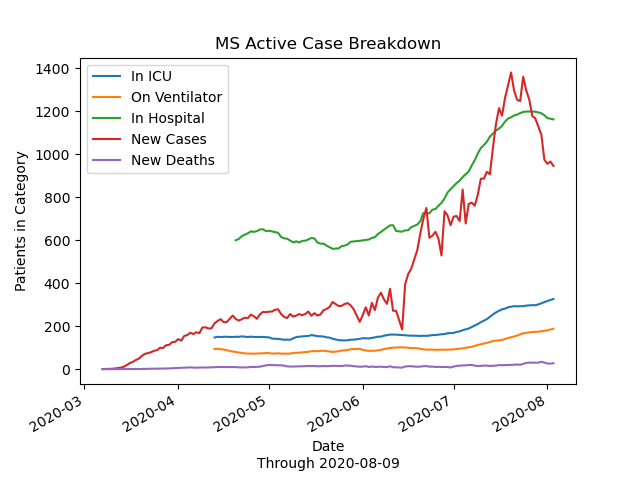 MS Active Case Breakdown
1400
1200
1000
800
600
400
200
0
Patients in Category
In ICU
On Ventilator
In Hospital
New Cases
New Deaths
2020-03
2020-04
2020-05
2020-06
2020-07
2020-08
Date
Through 2020-08-09